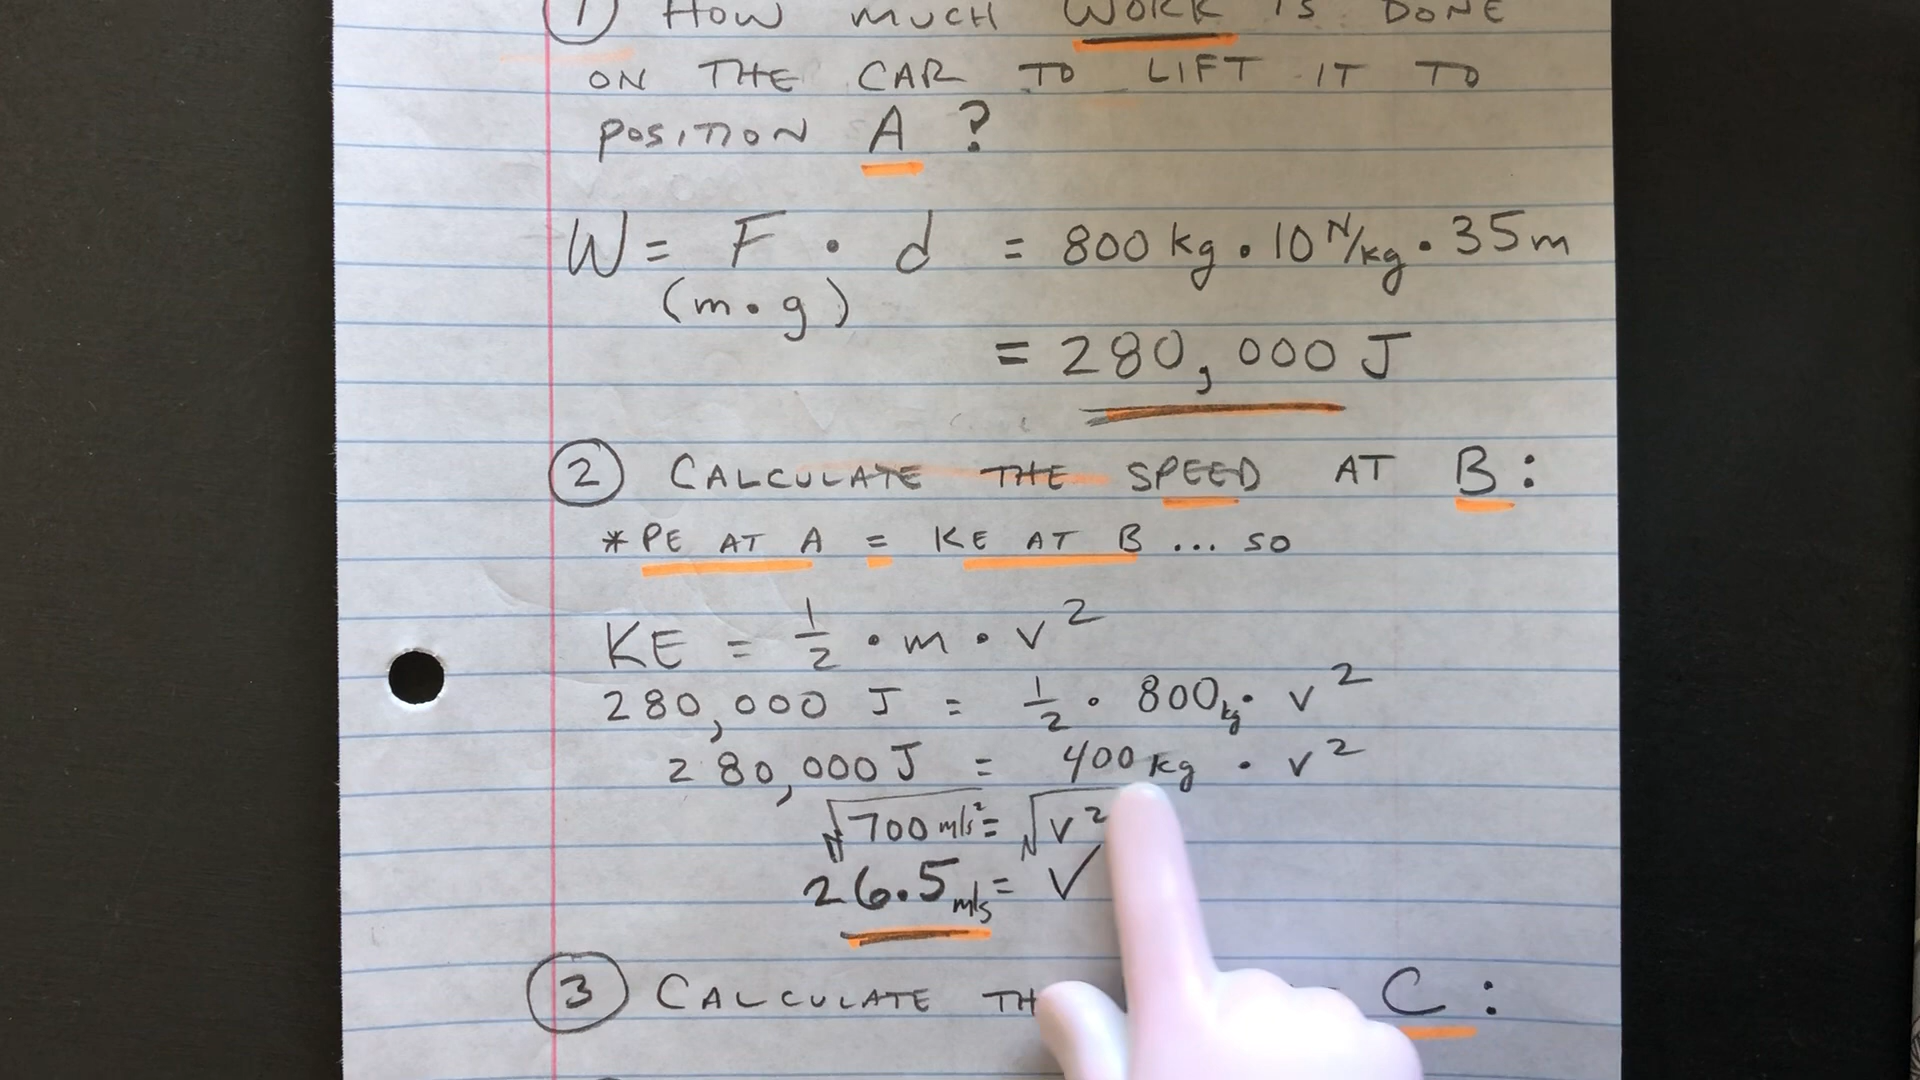 ① HOW MUCH WORK IS DONE
ON THE CAR TO LIFT IT TO
POSITION A ?
W = F • d = 800 kg • 10 N/kg • 35 m
(m • g)
= 280,000 J
② CALCULATE THE SPEED AT B:
* PE AT A = KE AT B ... SO
KE = 1/2 • m • v²
280,000 J = 1/2 • 800 kg • v²
280,000 J = 400 kg • v²
√700 m/s² = √v²
26.5 m/s = V
③ CALCULATE C: